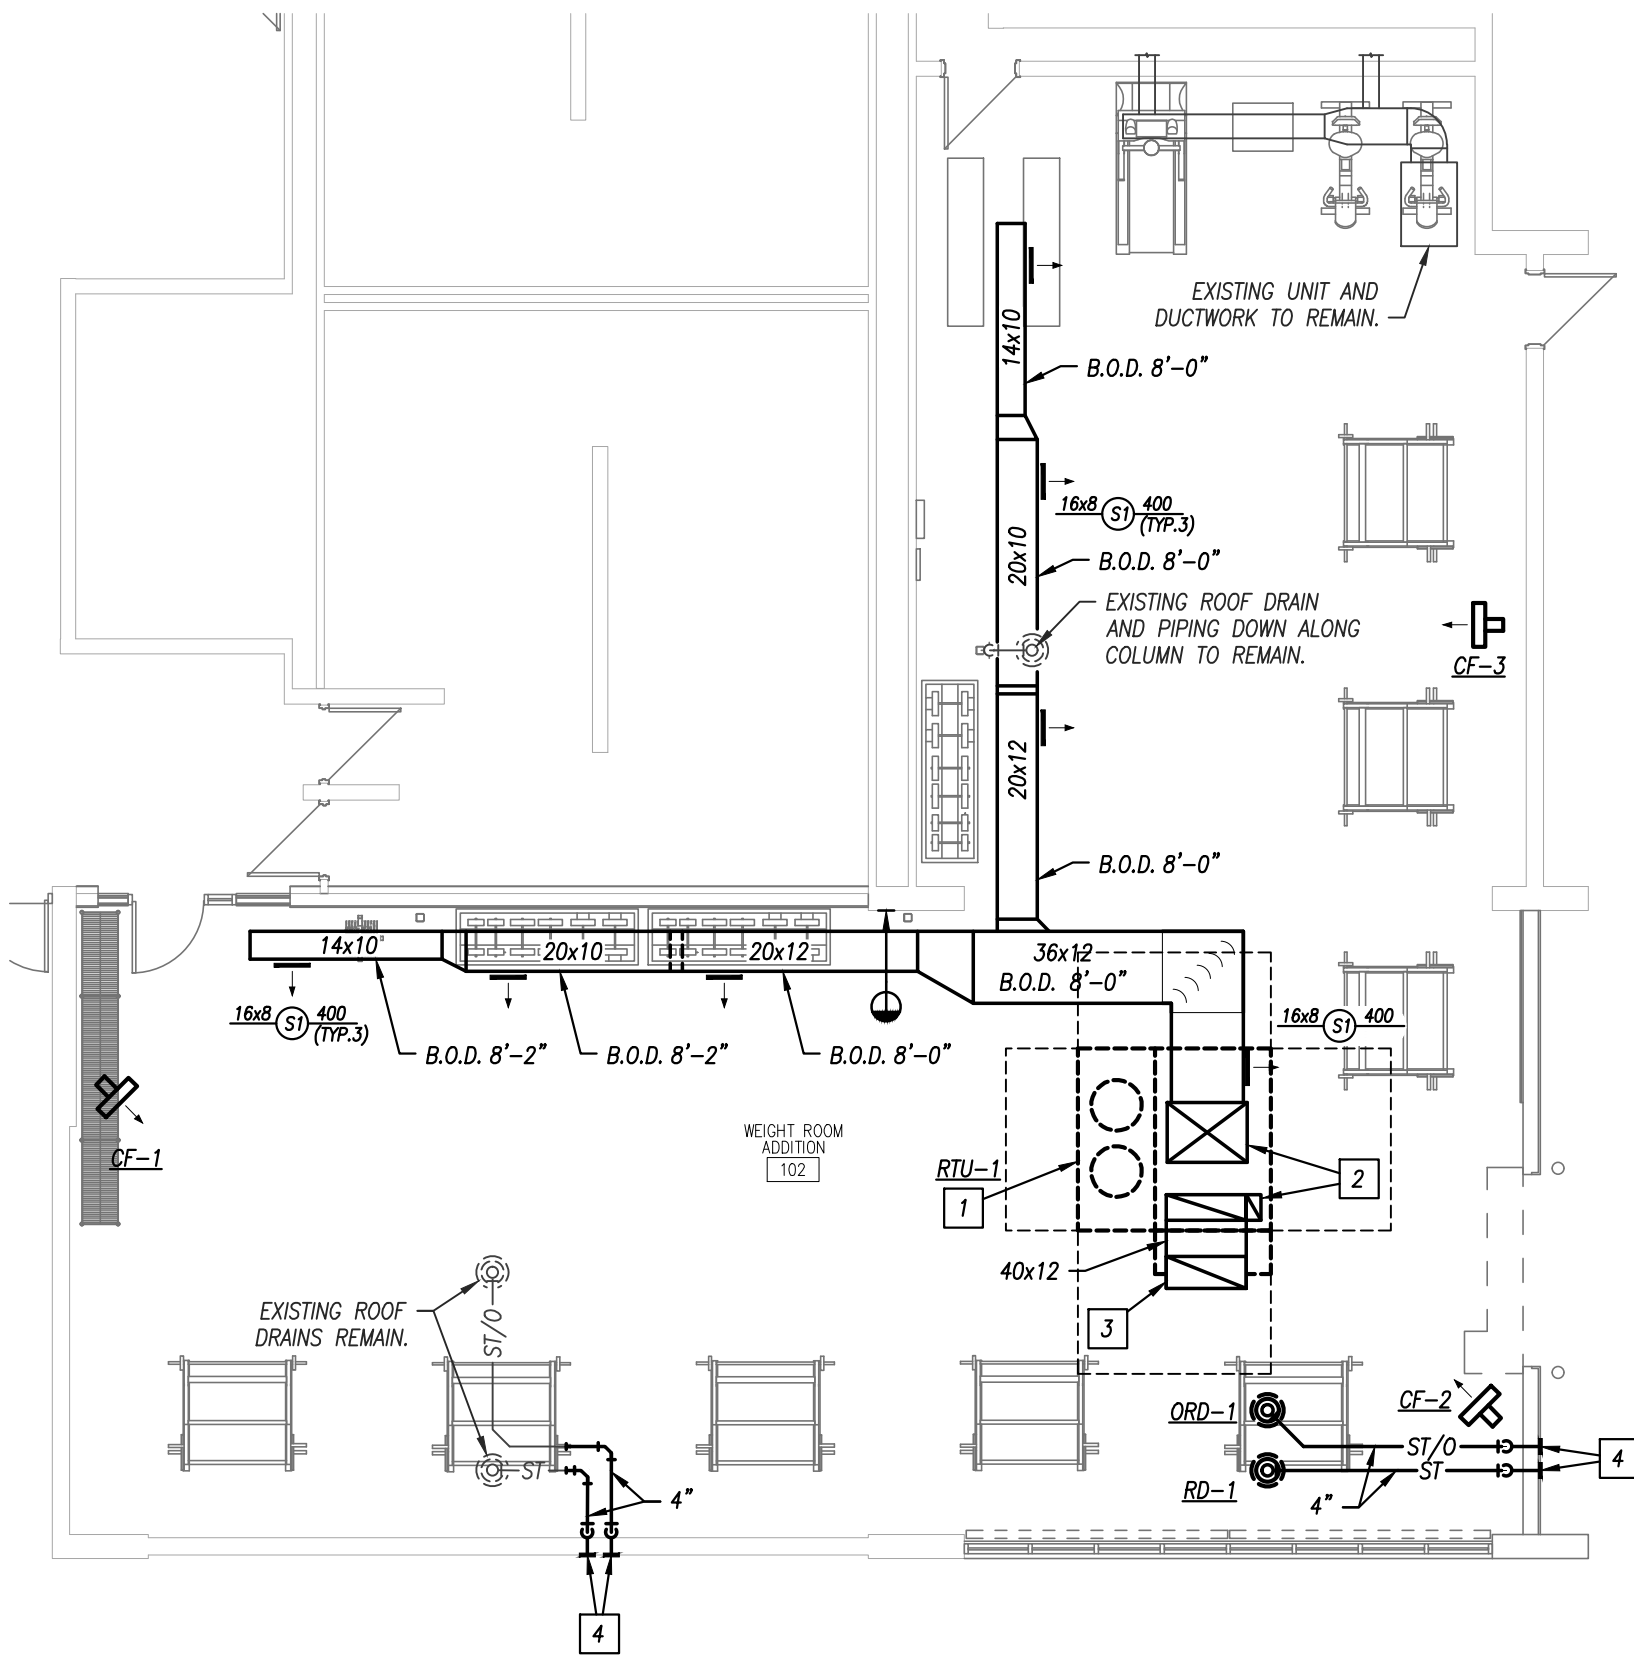 EXISTING UNIT AND
DUCTWORK TO REMAIN.
14x10
B.O.D. 8'-0"
16x8 S1 400
(TYP.3)
20x10
B.O.D. 8'-0"
EXISTING ROOF DRAIN
AND PIPING DOWN ALONG
COLUMN TO REMAIN.
CF-3
20x12
B.O.D. 8'-0"
14x10
20x10
20x12
36x12
B.O.D. 8'-0"
16x8 S1 400
(TYP.3)
B.O.D. 8'-2"
B.O.D. 8'-2"
B.O.D. 8'-0"
16x8 S1 400
CF-1
WEIGHT ROOM
ADDITION
102
RTU-1
1
2
40x12
3
EXISTING ROOF
DRAINS REMAIN.
ST/O
ST
4"
4
ORD-1
RD-1
CF-2
ST/O
ST
4"
4